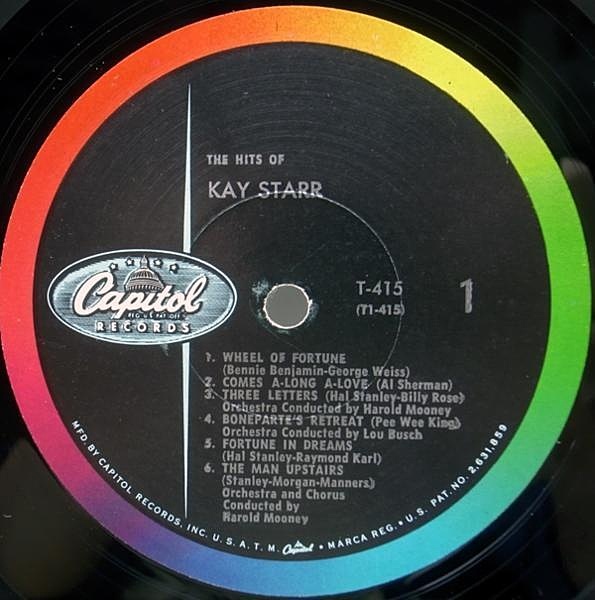 THE HITS OF
KAY STARR
Capitol
REG. U.S. PAT. OFF.
RECORDS
T-415
(T1-415)
1
1. WHEEL OF FORTUNE
(Bennie Benjamin-George Weiss)
2. COMES A-LONG A-LOVE (Al Sherman)
3. THREE LETTERS (Hal Stanley-Billy Rose)
Orchestra Conducted by Harold Mooney
4. BONEPARTE'S RETREAT (Pee Wee King)
Orchestra Conducted by Lou Busch
5. FORTUNE IN DREAMS
(Hal Stanley-Raymond Karl)
6. THE MAN UPSTAIRS
(Stanley-Morgan-Manners)
Orchestra and Chorus
Conducted by
Harold Mooney
MFD. BY CAPITOL RECORDS, INC. U.S.A. T.M. Capitol • MARCA REG. • U.S. PAT. NO. 2,631,859